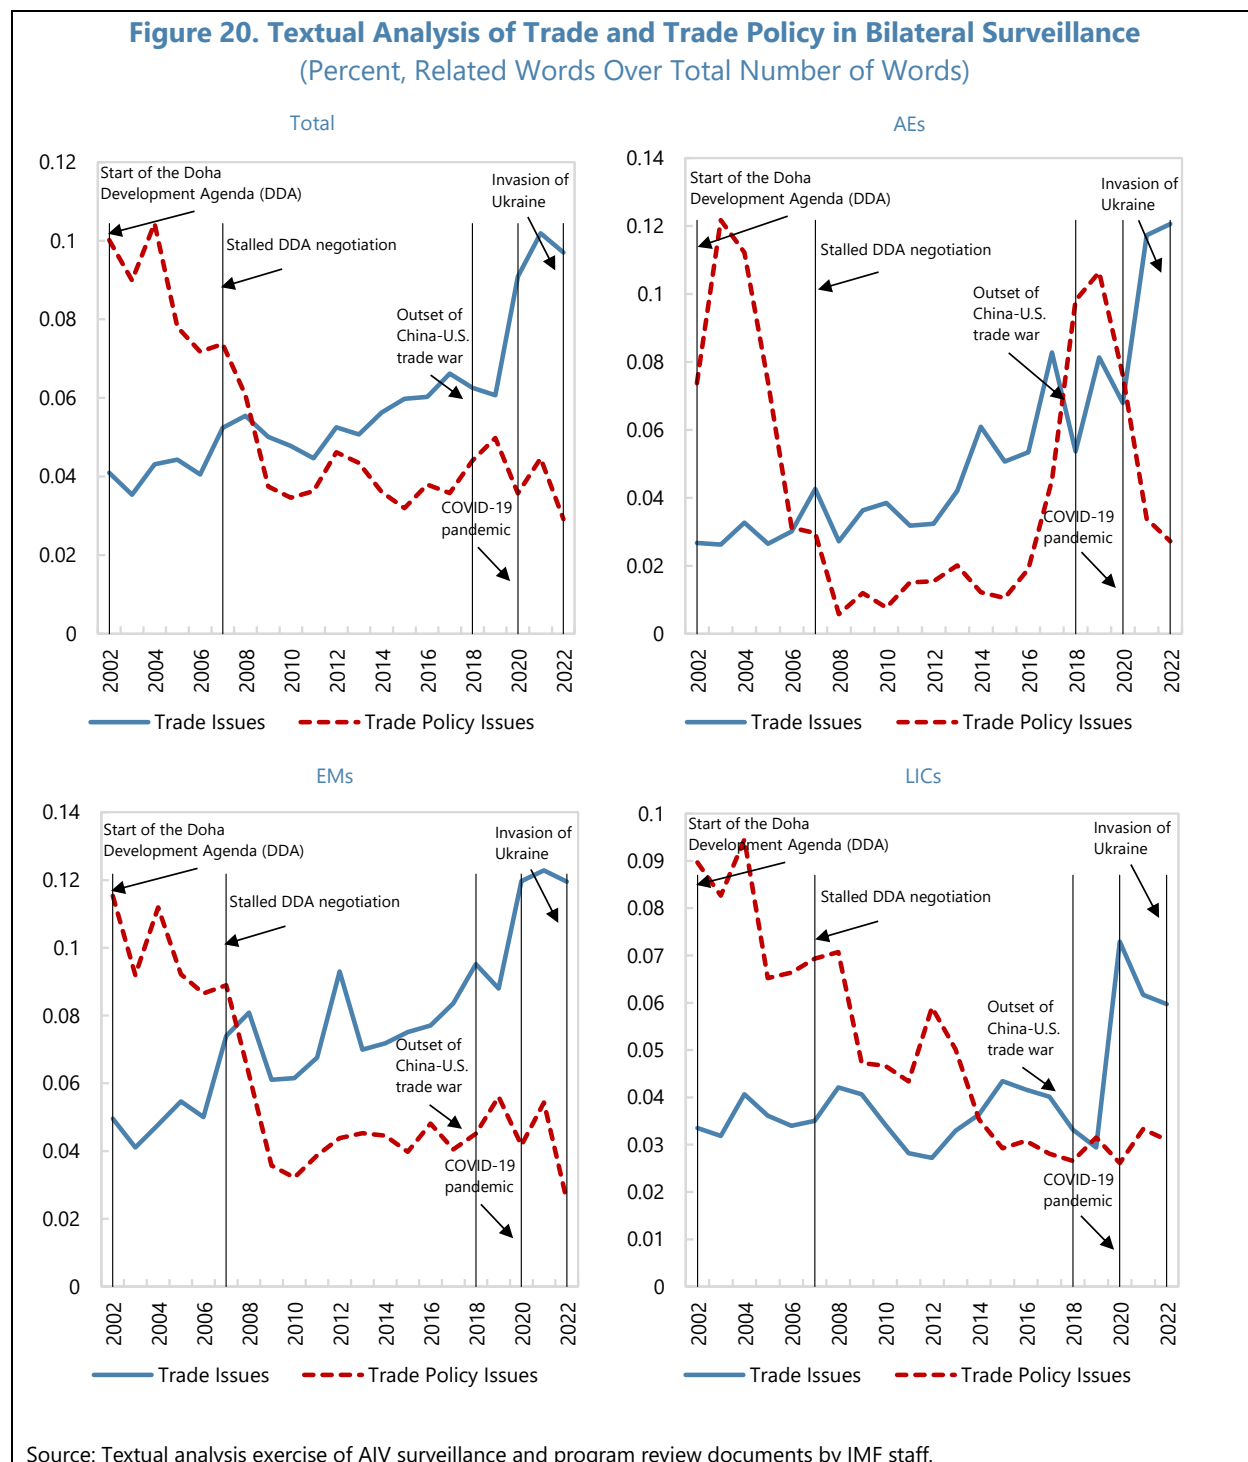 Figure 20. Textual Analysis of Trade and Trade Policy in Bilateral Surveillance
(Percent, Related Words Over Total Number of Words)
Total
0.12
0.1
0.08
0.06
0.04
0.02
0
Start of the Doha
Development Agenda (DDA)
Stalled DDA negotiation
Outset of
China-U.S.
trade war
Invasion of
Ukraine
COVID-19
pandemic
2002
2004
2006
2008
2010
2012
2014
2016
2018
2020
2022
Trade Issues
Trade Policy Issues
AEs
0.14
0.12
0.1
0.08
0.06
0.04
0.02
0
Start of the Doha
Development Agenda (DDA)
Stalled DDA negotiation
Outset of
China-U.S.
trade war
Invasion of
Ukraine
COVID-19
pandemic
2002
2004
2006
2008
2010
2012
2014
2016
2018
2020
2022
Trade Issues
Trade Policy Issues
EMs
0.14
0.12
0.1
0.08
0.06
0.04
0.02
0
Start of the Doha
Development Agenda (DDA)
Stalled DDA negotiation
Outset of
China-U.S.
trade war
Invasion of
Ukraine
COVID-19
pandemic
2002
2004
2006
2008
2010
2012
2014
2016
2018
2020
2022
Trade Issues
Trade Policy Issues
LICs
0.1
0.09
0.08
0.07
0.06
0.05
0.04
0.03
0.02
0.01
0
Start of the Doha
Development Agenda (DDA)
Stalled DDA negotiation
Outset of
China-U.S.
trade war
Invasion of
Ukraine
COVID-19
pandemic
2002
2004
2006
2008
2010
2012
2014
2016
2018
2020
2022
Trade Issues
Trade Policy Issues
Source: Textual analysis exercise of AIV surveillance and program review documents by IMF staff.